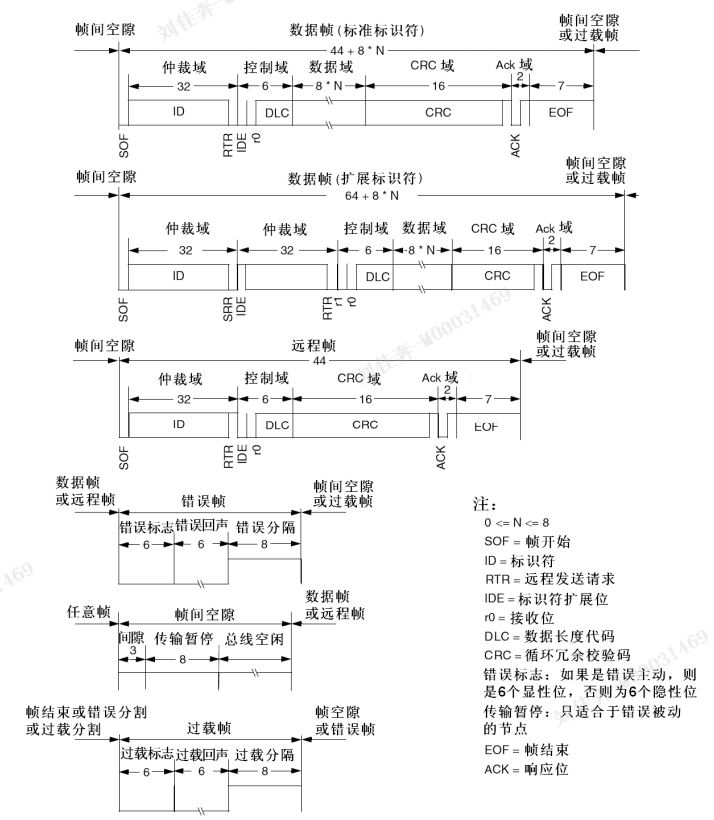 帧间空隙
数据帧(标准标识符)
帧间空隙
或过载帧
44 + 8 * N
仲裁域
控制域
数据域
CRC 域
Ack 域
32
6
8 * N
16
2
7
ID
DLC
CRC
EOF
SOF
RTR
IDE
r0
ACK
帧间空隙
数据帧(扩展标识符)
帧间空隙
或过载帧
64 + 8 * N
仲裁域
仲裁域
控制域
数据域
CRC 域
Ack 域
32
32
6
8 * N
16
2
7
ID
DLC
CRC
EOF
SOF
SRR
IDE
RTR
r1
r0
ACK
刘佳奔-M00031469
帧间空隙
远程帧
帧间空隙
或过载帧
44
仲裁域
控制域
CRC 域
Ack 域
32
6
16
2
7
ID
DLC
CRC
EOF
SOF
RTR
IDE
r0
ACK
数据帧
或远程帧
错误帧
帧间空隙
或过载帧
错误标志
错误回声
错误分隔
6
6
8
任意帧
帧间空隙
数据帧
或远程帧
间隙
传输暂停
总线空闲
3
8
帧结束或错误分割
或过载分割
过载帧
帧空隙
或错误帧
过载标志
过载回声
过载分隔
6
6
8
注：
0 <= N <= 8
SOF = 帧开始
ID = 标识符
RTR = 远程发送请求
IDE = 标识符扩展位
r0 = 接收位
DLC = 数据长度代码
CRC = 循环冗余校验码
错误标志：如果是错误主动，则
是6个显性位，否则为6个隐性位
传输暂停：只适合于错误被动
的节点
EOF = 帧结束
ACK = 响应位